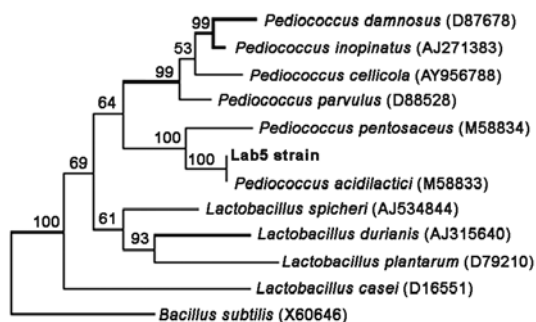 99
Pediococcus damnosus (D87678)
53
Pediococcus inopinatus (AJ271383)
99
Pediococcus cellicola (AY956788)
64
Pediococcus parvulus (D88528)
100
Pediococcus pentosaceus (M58834)
69
100
Lab5 strain
Pediococcus acidilactici (M58833)
61
Lactobacillus spicheri (AJ534844)
100
93
Lactobacillus durianis (AJ315640)
Lactobacillus plantarum (D79210)
Lactobacillus casei (D16551)
Bacillus subtilis (X60646)